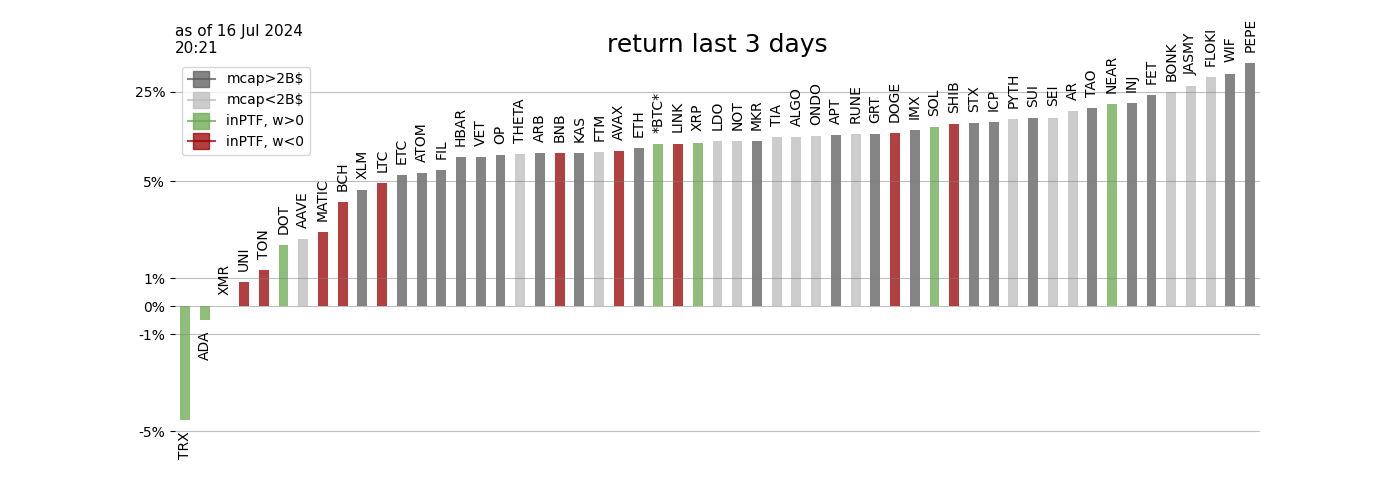 as of 16 Jul 2024
20:21
return last 3 days
mcap>2B$
mcap<2B$
inPTF, w>0
inPTF, w<0
25%
5%
1%
0%
-1%
-5%
TRX
ADA
XMR
UNI
TON
DOT
AAVE
MATIC
BCH
XLM
LTC
ETC
ATOM
FIL
HBAR
VET
OP
THETA
ARB
BNB
KAS
FTM
AVAX
ETH
*BTC*
LINK
XRP
LDO
NOT
MKR
TIA
ALGO
ONDO
APT
RUNE
GRT
DOGE
IMX
SOL
SHIB
STX
ICP
PYTH
SUI
SEI
AR
TAO
NEAR
INJ
FET
BONK
JASMY
FLOKI
WIF
PEPE